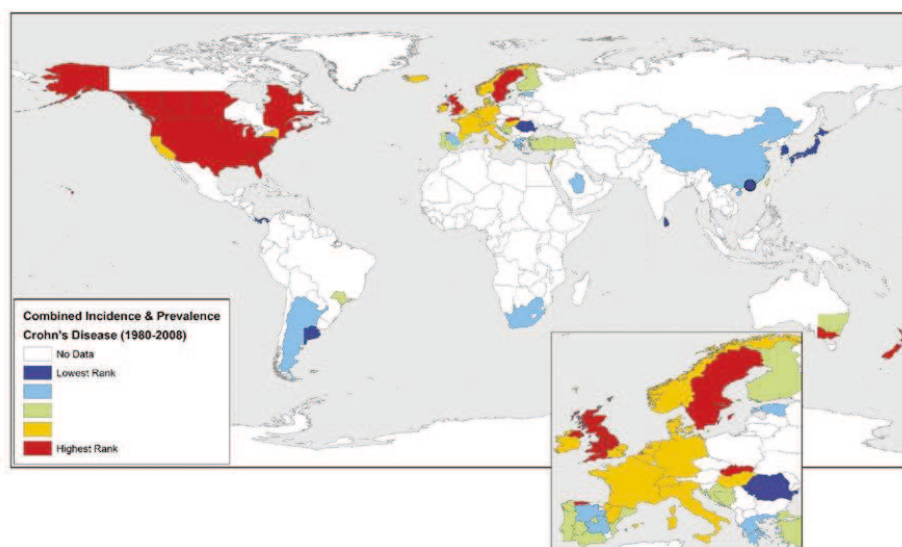 Combined Incidence & Prevalence
Crohn's Disease (1980-2008)
No Data
Lowest Rank
Highest Rank